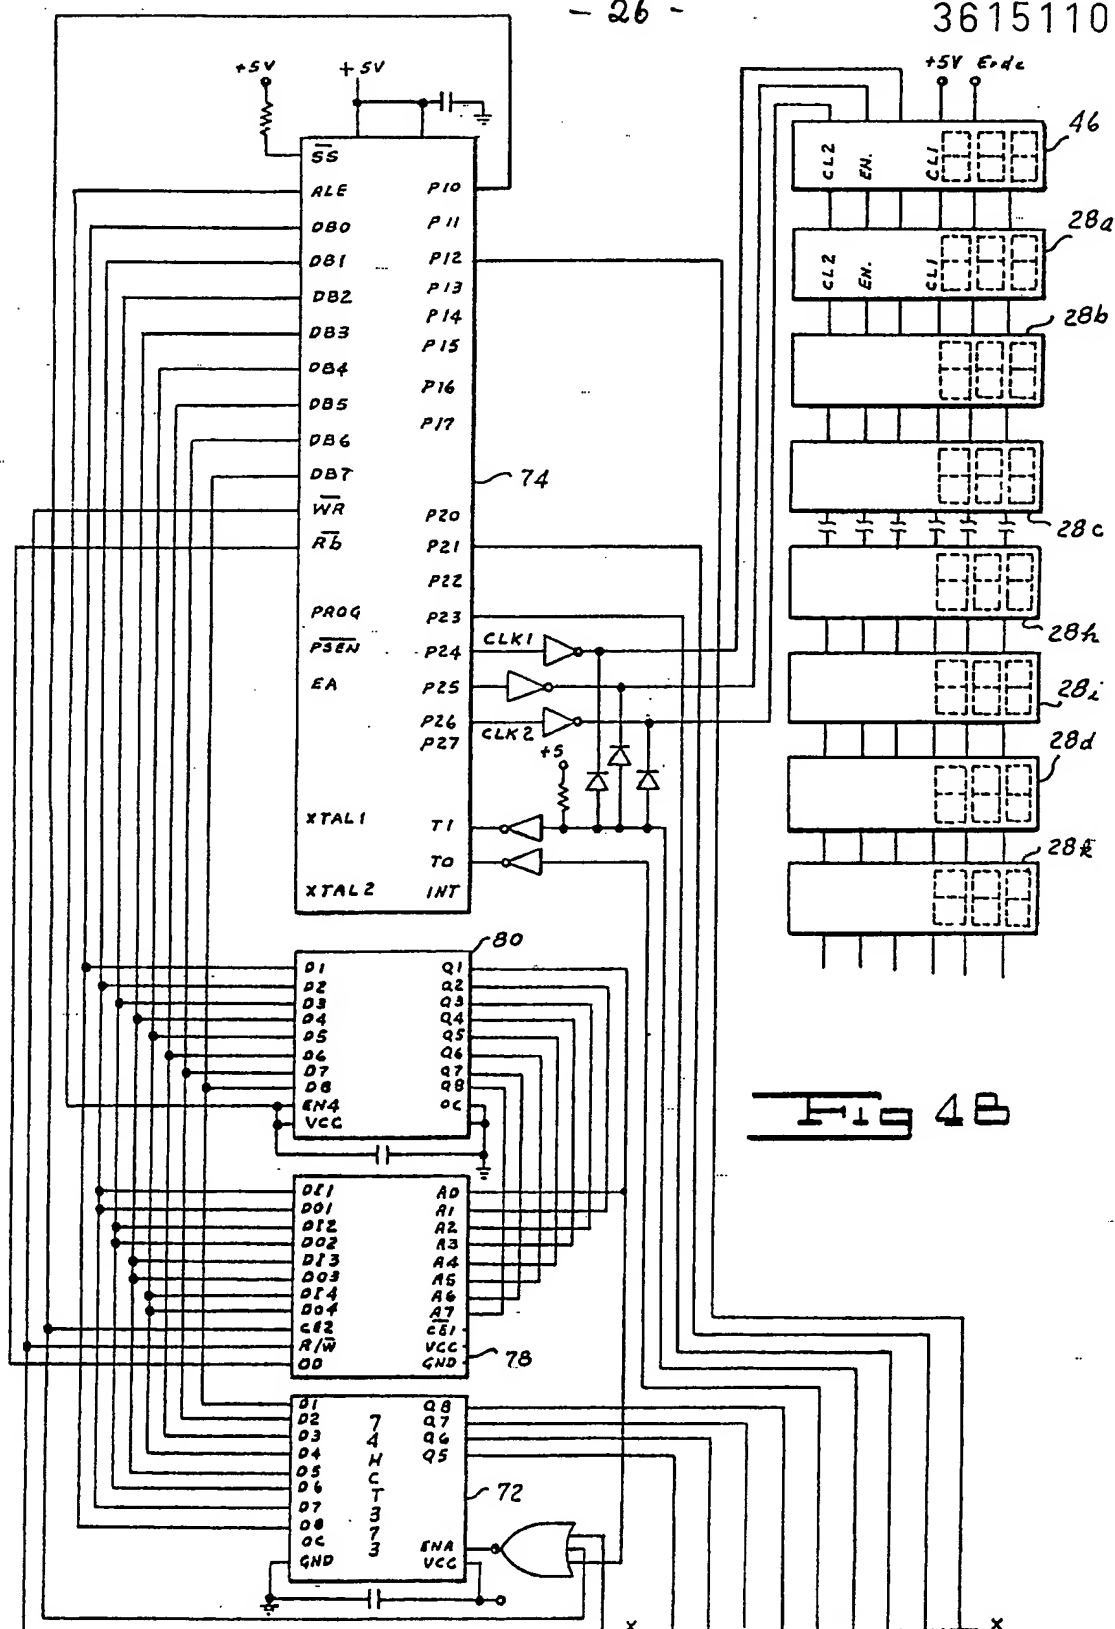 - 26 -
3615110
+5V
+5V
SS
ALE
DB0
DB1
DB2
DB3
DB4
DB5
DB6
DB7
WR
Rb
PROG
PSEN
EA
XTAL1
XTAL2
P10
P11
P12
P13
P14
P15
P16
P17
74
P20
P21
P22
P23
P24
P25
P26
P27
T1
T0
INT
CLK1
CLK2
+5
+5V Erde
46
CL2 EN. CL1
28a
CL2 EN. CL1
28b
28c
28h
28i
28d
28k
80
D1 Q1
D2 Q2
D3 Q3
D4 Q4
D5 Q5
D6 Q6
D7 Q7
D8 Q8
EN4 OC
VCC
Fig 4B
DI1 A0
DO1 A1
DI2 A2
DO2 A3
DI3 A4
DO3 A5
DI4 A6
DO4 A7
CE2 CE1
R/W VCC
OD GND
78
D1 Q8
D2 Q7
D3 Q6
D4 Q5
D5
D6
D7
D8
OC ENA
GND VCC
74HCT373
72
x x